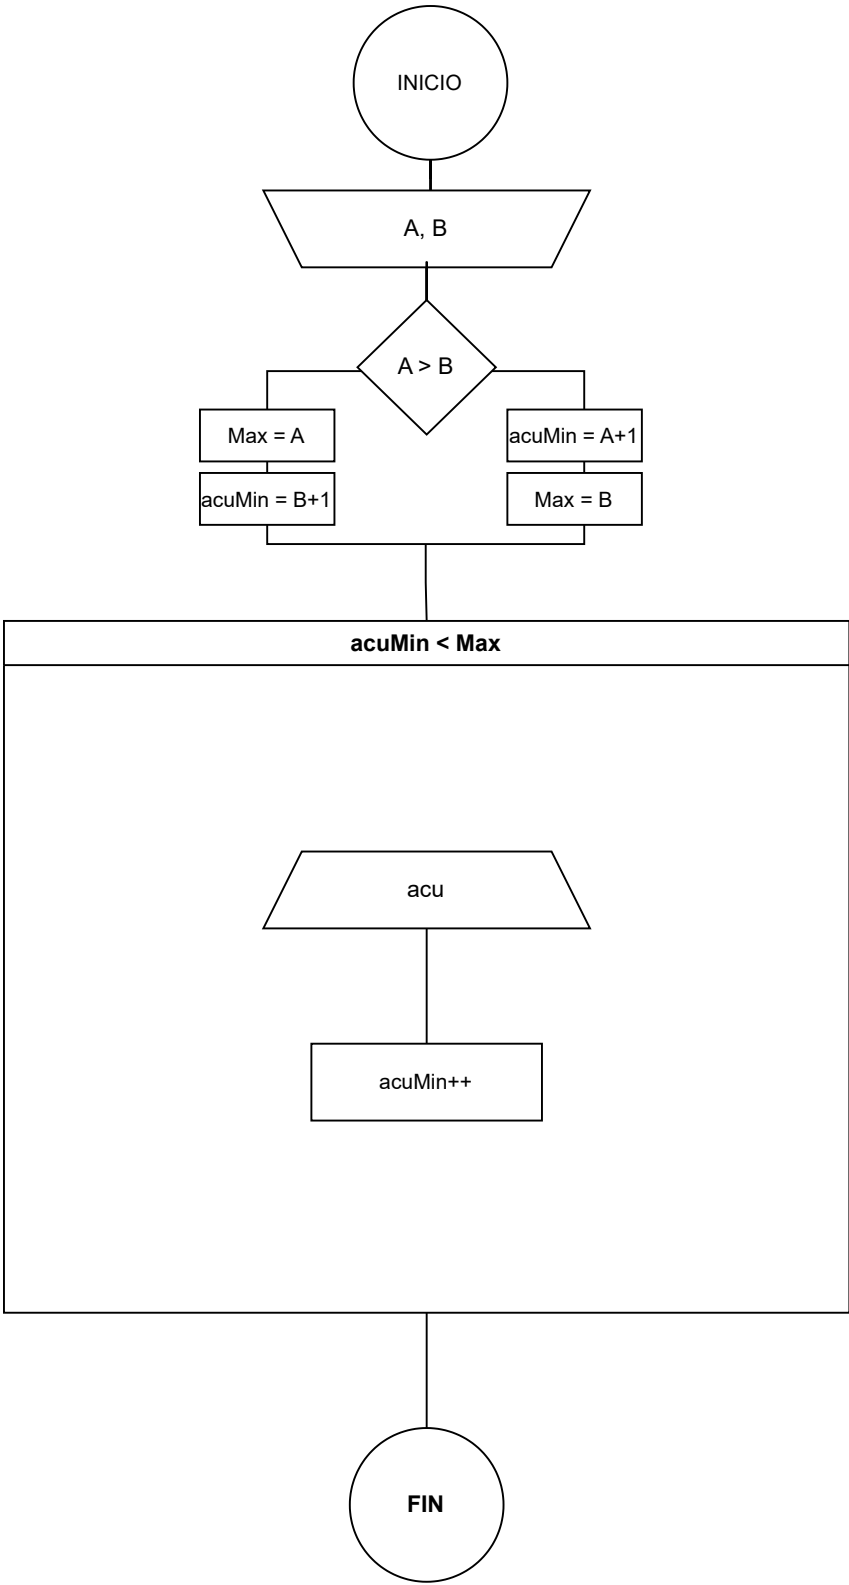 INICIO
A, B
A > B
Max = A
acuMin = B+1
acuMin = A+1
Max = B
acuMin < Max
acu
acuMin++
FIN